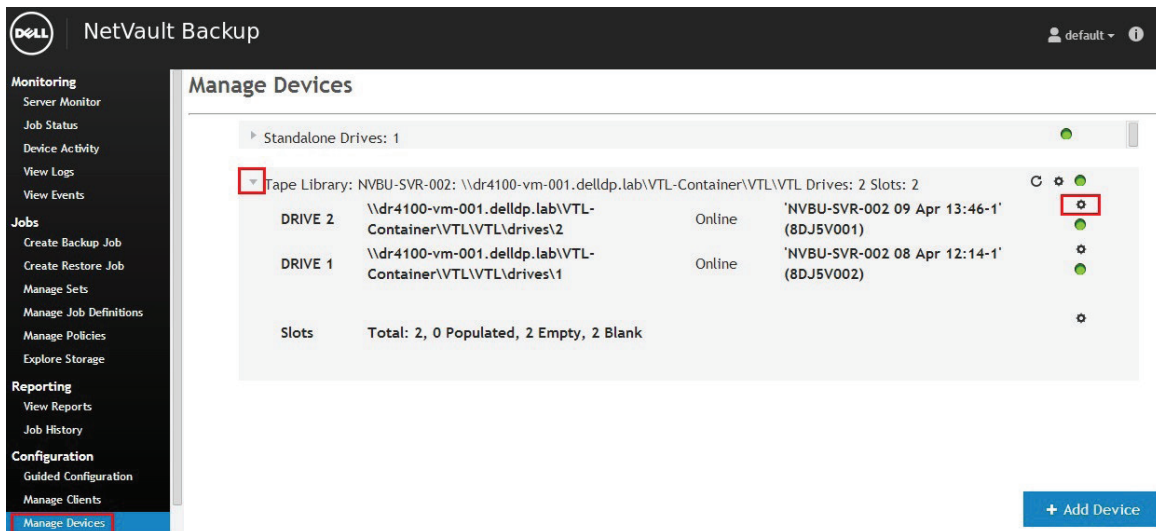 DELL
NetVault Backup
default
Monitoring
Server Monitor
Job Status
Device Activity
View Logs
View Events
Jobs
Create Backup Job
Create Restore Job
Manage Sets
Manage Job Definitions
Manage Policies
Explore Storage
Reporting
View Reports
Job History
Configuration
Guided Configuration
Manage Clients
Manage Devices
Manage Devices
Standalone Drives: 1
Tape Library: NVBU-SVR-002: \\dr4100-vm-001.delldp.lab\VTL-Container\VTL\VTL Drives: 2 Slots: 2
DRIVE 2 \\dr4100-vm-001.delldp.lab\VTL- Online 'NVBU-SVR-002 09 Apr 13:46-1'
Container\VTL\VTL\drives\2 (8DJ5V001)
DRIVE 1 \\dr4100-vm-001.delldp.lab\VTL- Online 'NVBU-SVR-002 08 Apr 12:14-1'
Container\VTL\VTL\drives\1 (8DJ5V002)
Slots Total: 2, 0 Populated, 2 Empty, 2 Blank
+ Add Device